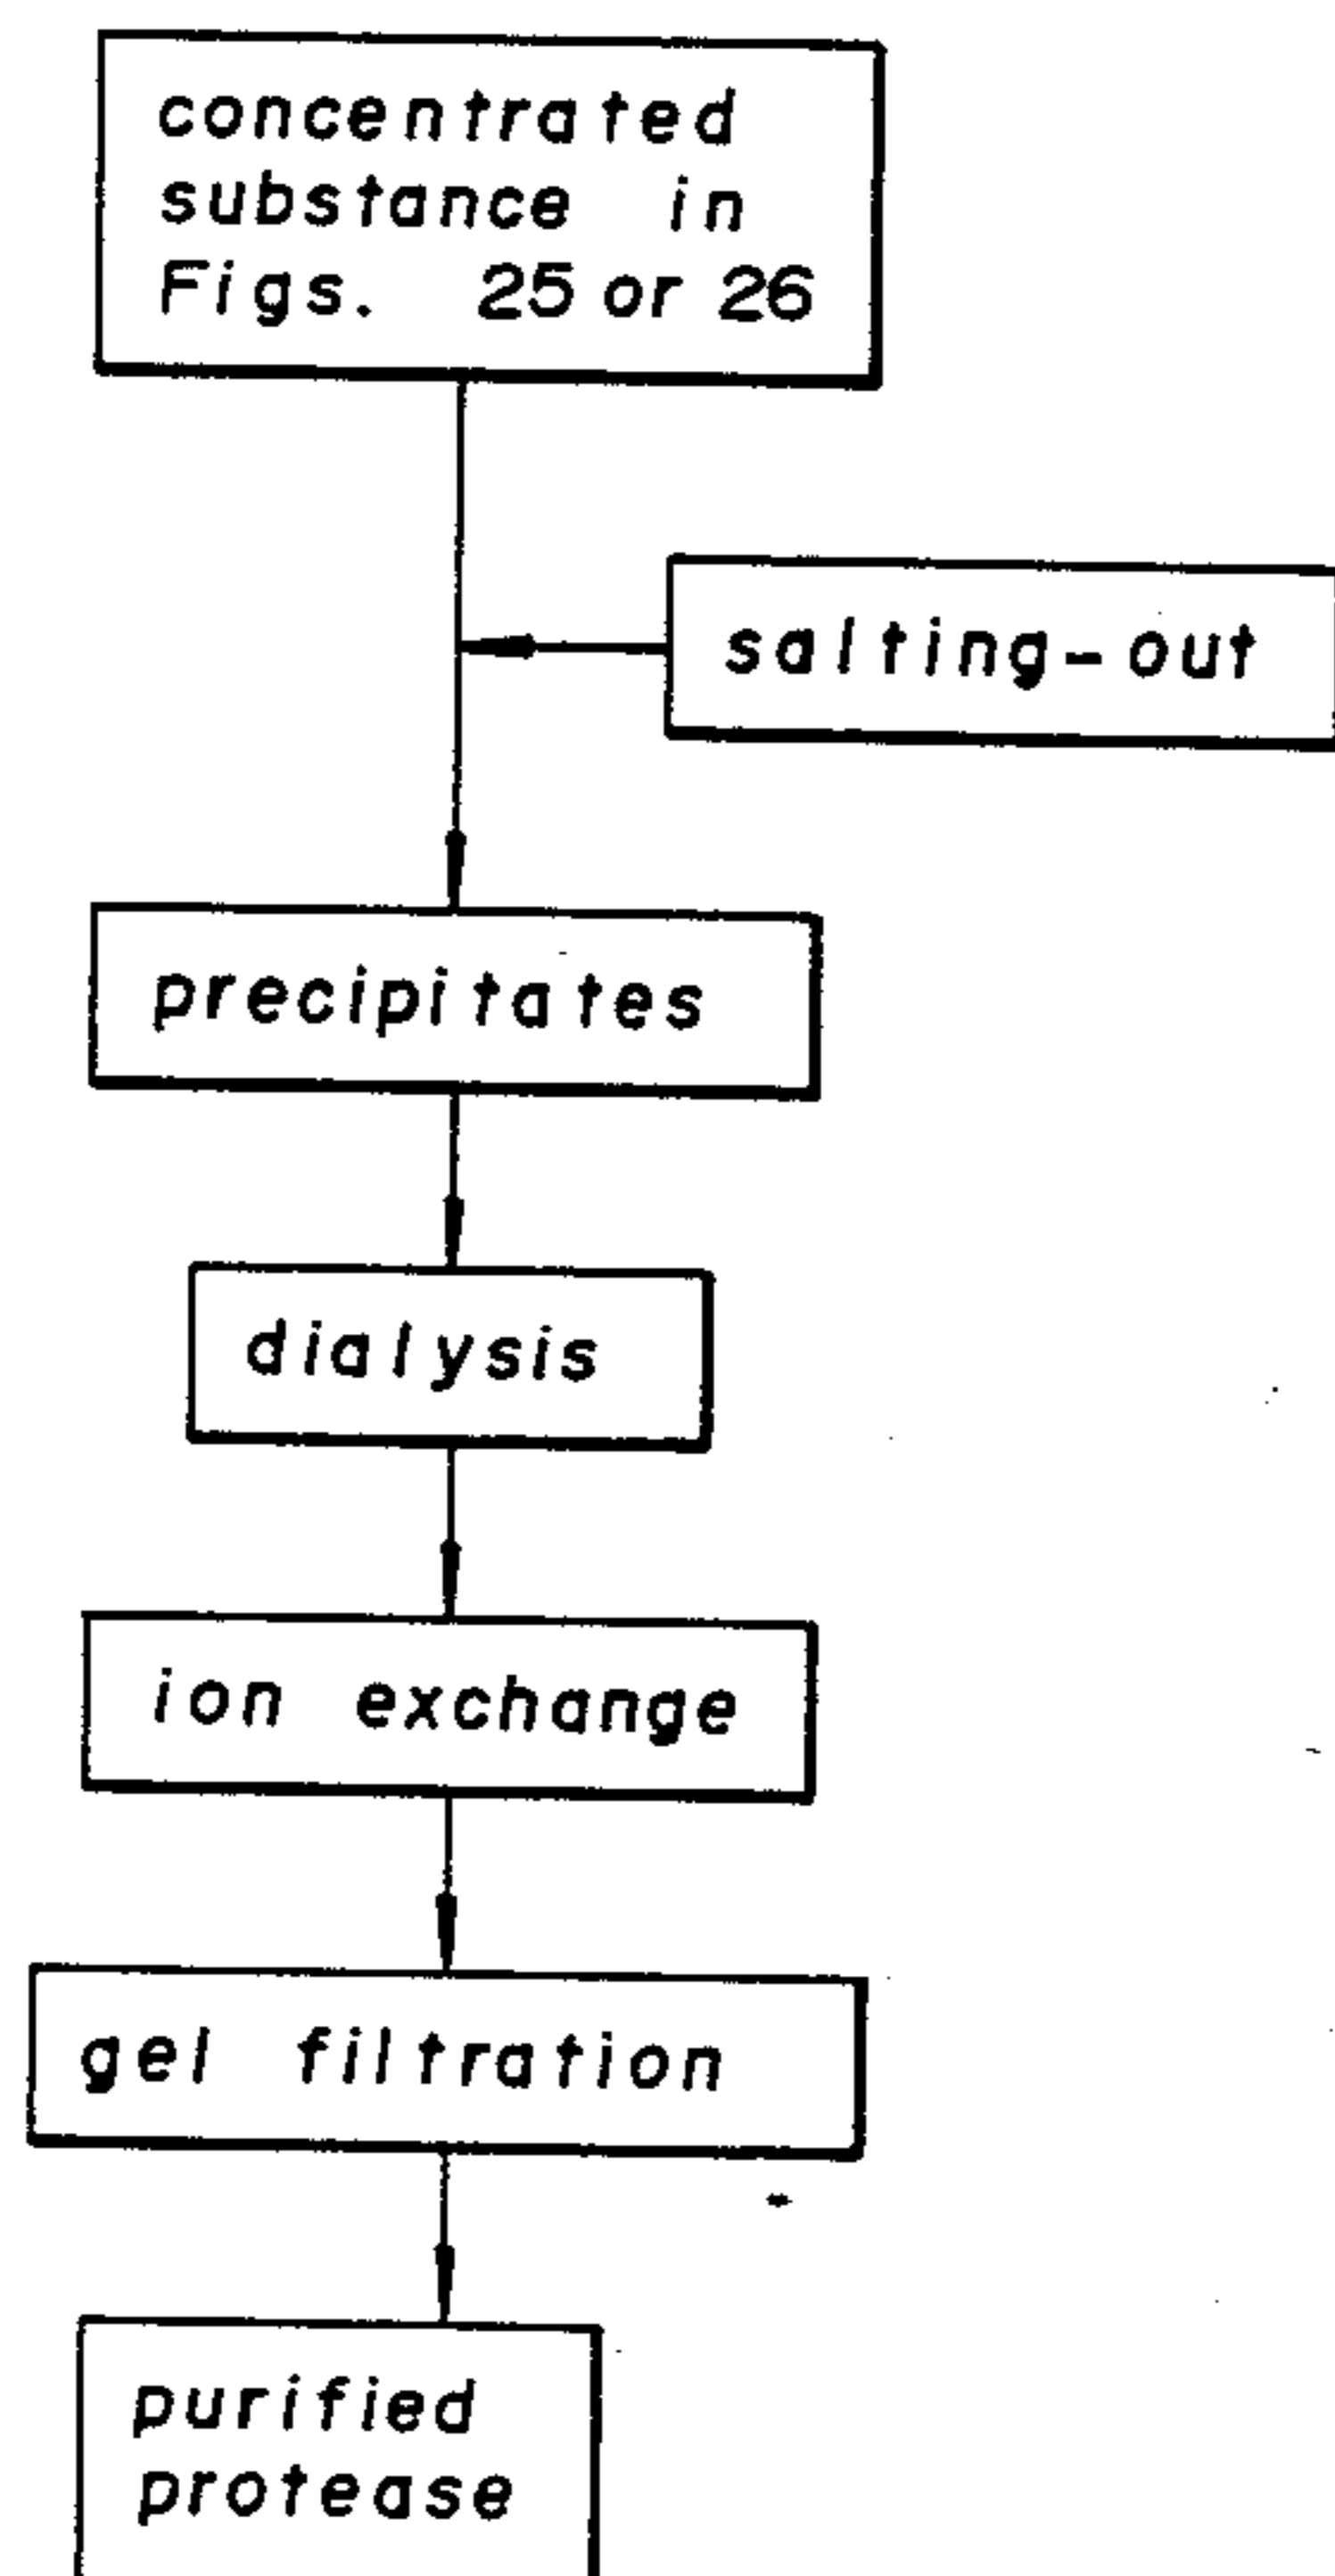 concentrated
substance in
Figs. 25 or 26
salting-out
precipitates
dialysis
ion exchange
gel filtration
purified
protease